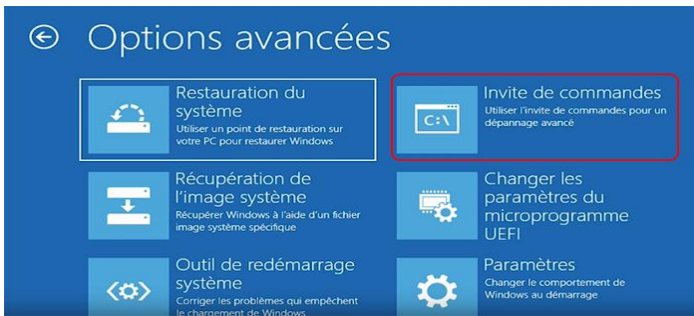 Options avancées
Restauration du
système
Utiliser un point de restauration sur
votre PC pour restaurer Windows
C:\
Invite de commandes
Utiliser l'invite de commandes pour un
dépannage avancé
Récupération de
l'image système
Récupérer Windows à l'aide d'un fichier
image système spécifique
Changer les
paramètres du
microprogramme
UEFI
Outil de redémarrage
système
Corriger les problèmes qui empêchent
le chargement de Windows
Paramètres
Changer le comportement de
Windows au démarrage